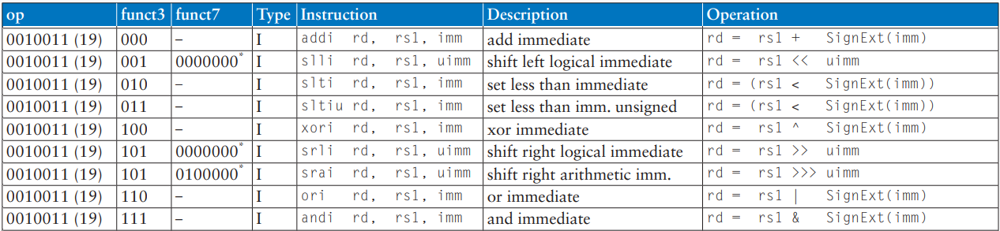 op funct3 funct7 Type Instruction Description Operation
0010011 (19) 000 – I addi rd, rs1, imm add immediate rd = rs1 + SignExt(imm)
0010011 (19) 001 0000000* I slli rd, rs1, uimm shift left logical immediate rd = rs1 << uimm
0010011 (19) 010 – I slti rd, rs1, imm set less than immediate rd = (rs1 < SignExt(imm))
0010011 (19) 011 – I sltiu rd, rs1, imm set less than imm. unsigned rd = (rs1 < SignExt(imm))
0010011 (19) 100 – I xori rd, rs1, imm xor immediate rd = rs1 ^ SignExt(imm)
0010011 (19) 101 0000000* I srli rd, rs1, uimm shift right logical immediate rd = rs1 >> uimm
0010011 (19) 101 0100000* I srai rd, rs1, uimm shift right arithmetic imm. rd = rs1 >>> uimm
0010011 (19) 110 – I ori rd, rs1, imm or immediate rd = rs1 | SignExt(imm)
0010011 (19) 111 – I andi rd, rs1, imm and immediate rd = rs1 & SignExt(imm)